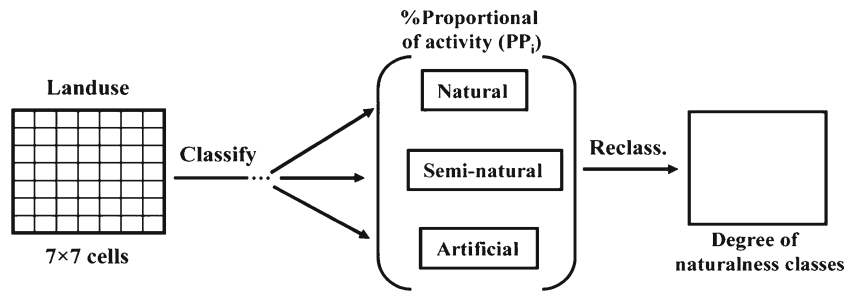 %Proportional
of activity (PPi)
Landuse
Natural
Classify
Reclass.
Semi-natural
Artificial
7×7 cells
Degree of
naturalness classes